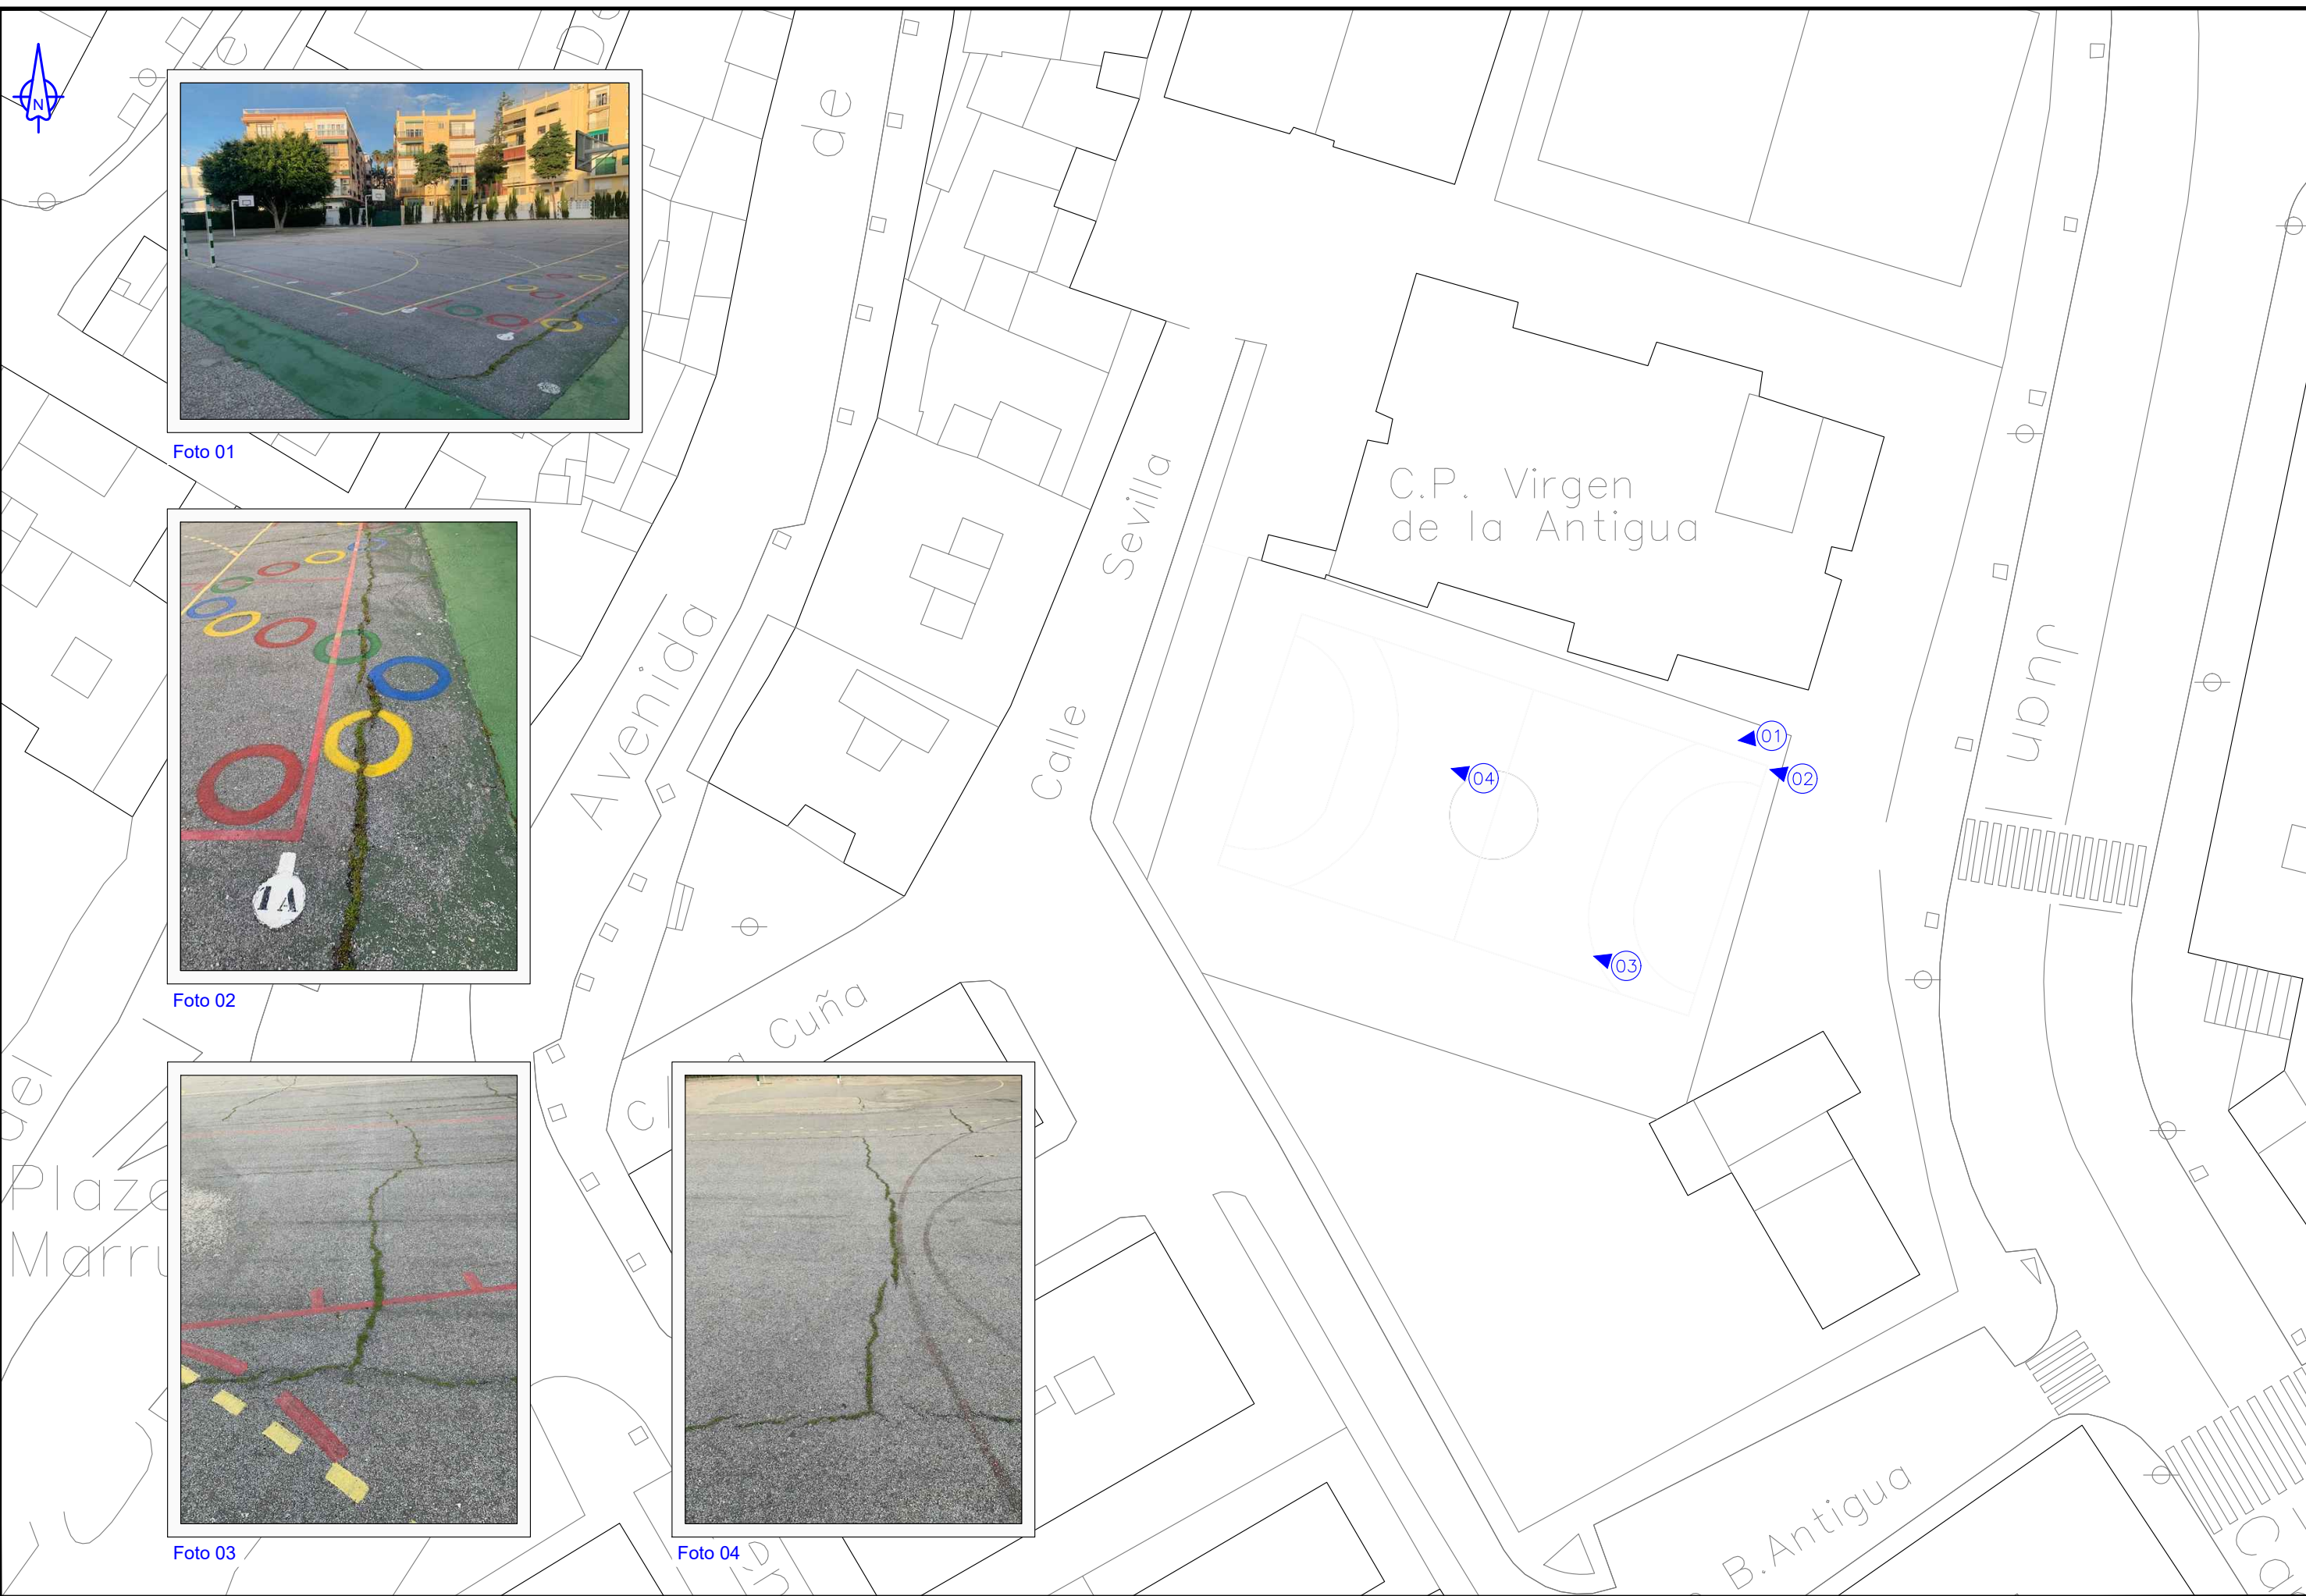 N
Foto 01
Foto 02
1A
Foto 03
Foto 04
de
Avenida
Calle Sevilla
C.P. Virgen
de la Antigua
01
02
03
04
Juan
Cuña
Plaza
Marru
B.Antigua